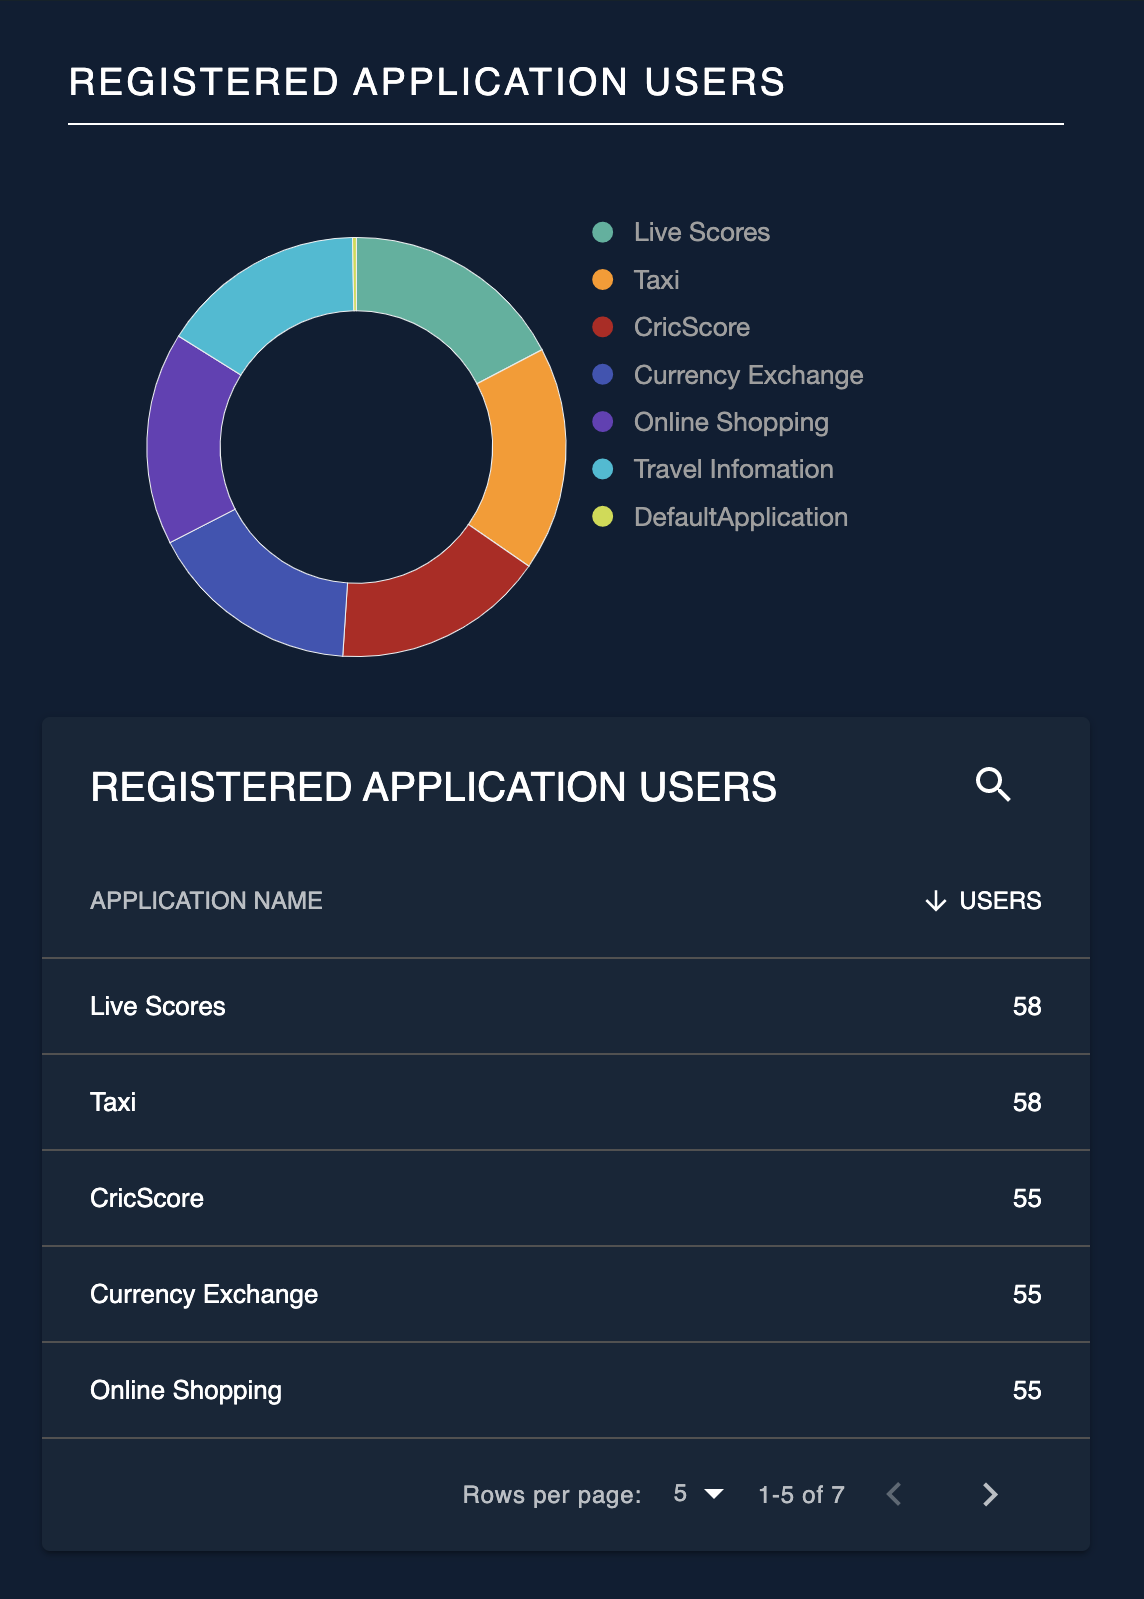 REGISTERED APPLICATION USERS
Live Scores
Taxi
CricScore
Currency Exchange
Online Shopping
Travel Infomation
DefaultApplication
REGISTERED APPLICATION USERS
APPLICATION NAME USERS
Live Scores 58
Taxi 58
CricScore 55
Currency Exchange 55
Online Shopping 55
Rows per page: 5 1-5 of 7